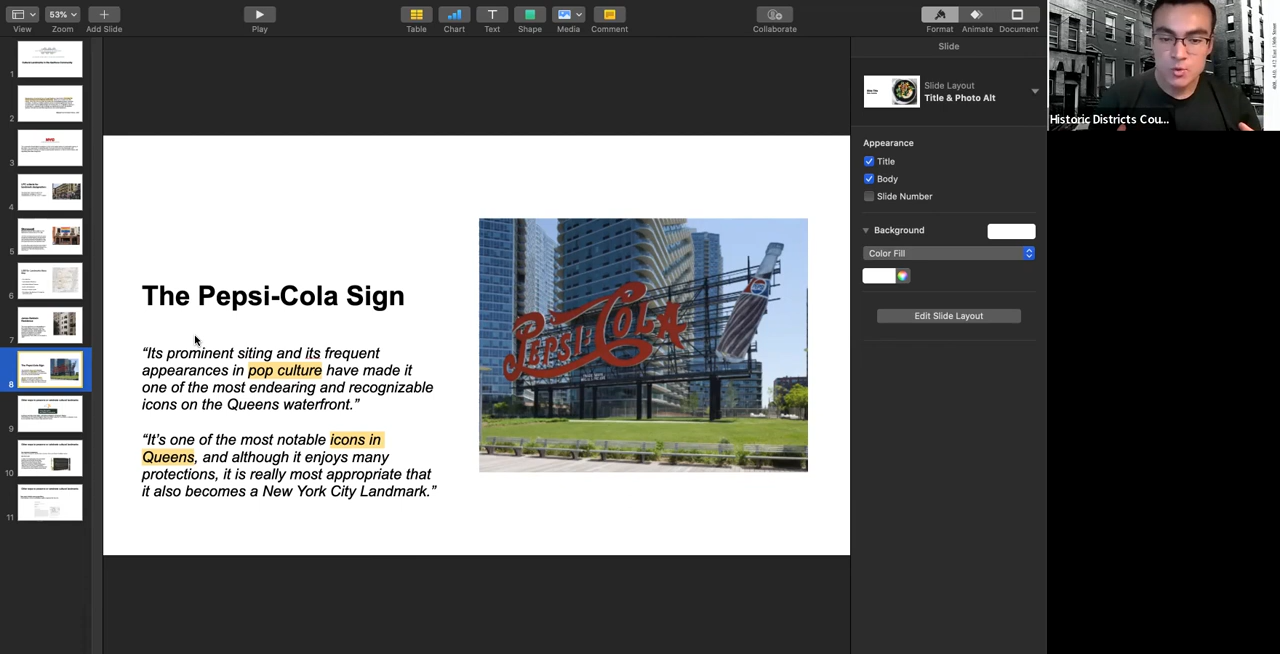 53%
View
Zoom
Add Slide
Play
Table
Chart
Text
Shape
Media
Comment
Collaborate
Format
Animate
Document
1
2
3
4
5
6
7
8
9
10
11
The Pepsi-Cola Sign
“Its prominent siting and its frequent
appearances in pop culture have made it
one of the most endearing and recognizable
icons on the Queens waterfront.”
“It’s one of the most notable icons in
Queens, and although it enjoys many
protections, it is really most appropriate that
it also becomes a New York City Landmark.”
PEPSI·COLA
Slide
Slide Layout
Title & Photo Alt
Appearance
Title
Body
Slide Number
Background
Color Fill
Edit Slide Layout
Historic Districts Cou...